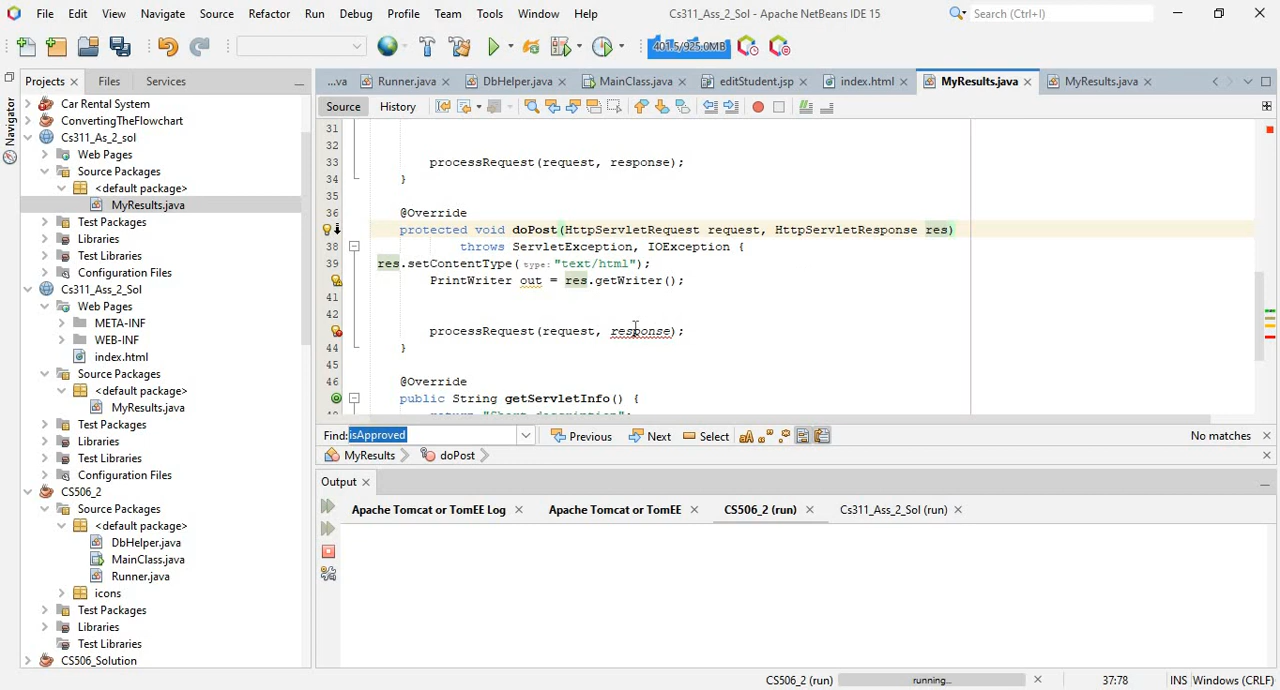 File Edit View Navigate Source Refactor Run Debug Profile Team Tools Window Help Cs311_Ass_2_Sol - Apache NetBeans IDE 15 Search (Ctrl+I)
401.5/925.0MB
Projects Files Services
...va Runner.java DbHelper.java MainClass.java editStudent.jsp index.html MyResults.java MyResults.java
Navigator
Source History
Car Rental System
ConvertingTheFlowchart
Cs311_As_2_sol
Web Pages
Source Packages
<default package>
MyResults.java
Test Packages
Libraries
Test Libraries
Configuration Files
Cs311_Ass_2_Sol
Web Pages
META-INF
WEB-INF
index.html
Source Packages
<default package>
MyResults.java
Test Packages
Libraries
Test Libraries
Configuration Files
CS506_2
Source Packages
<default package>
DbHelper.java
MainClass.java
Runner.java
icons
Test Packages
Libraries
Test Libraries
CS506_Solution
31
32
33 processRequest(request, response);
34 }
35
36 @Override
protected void doPost(HttpServletRequest request, HttpServletResponse res)
38 throws ServletException, IOException {
39 res.setContentType(type:"text/html");
PrintWriter out = res.getWriter();
41
42
processRequest(request, response);
44 }
45
46 @Override
public String getServletInfo() {
Find: isApproved Previous Next Select aA No matches
MyResults doPost
Output
Apache Tomcat or TomEE Log Apache Tomcat or TomEE CS506_2 (run) Cs311_Ass_2_Sol (run)
CS506_2 (run) running... 37:78 INS Windows (CRLF)